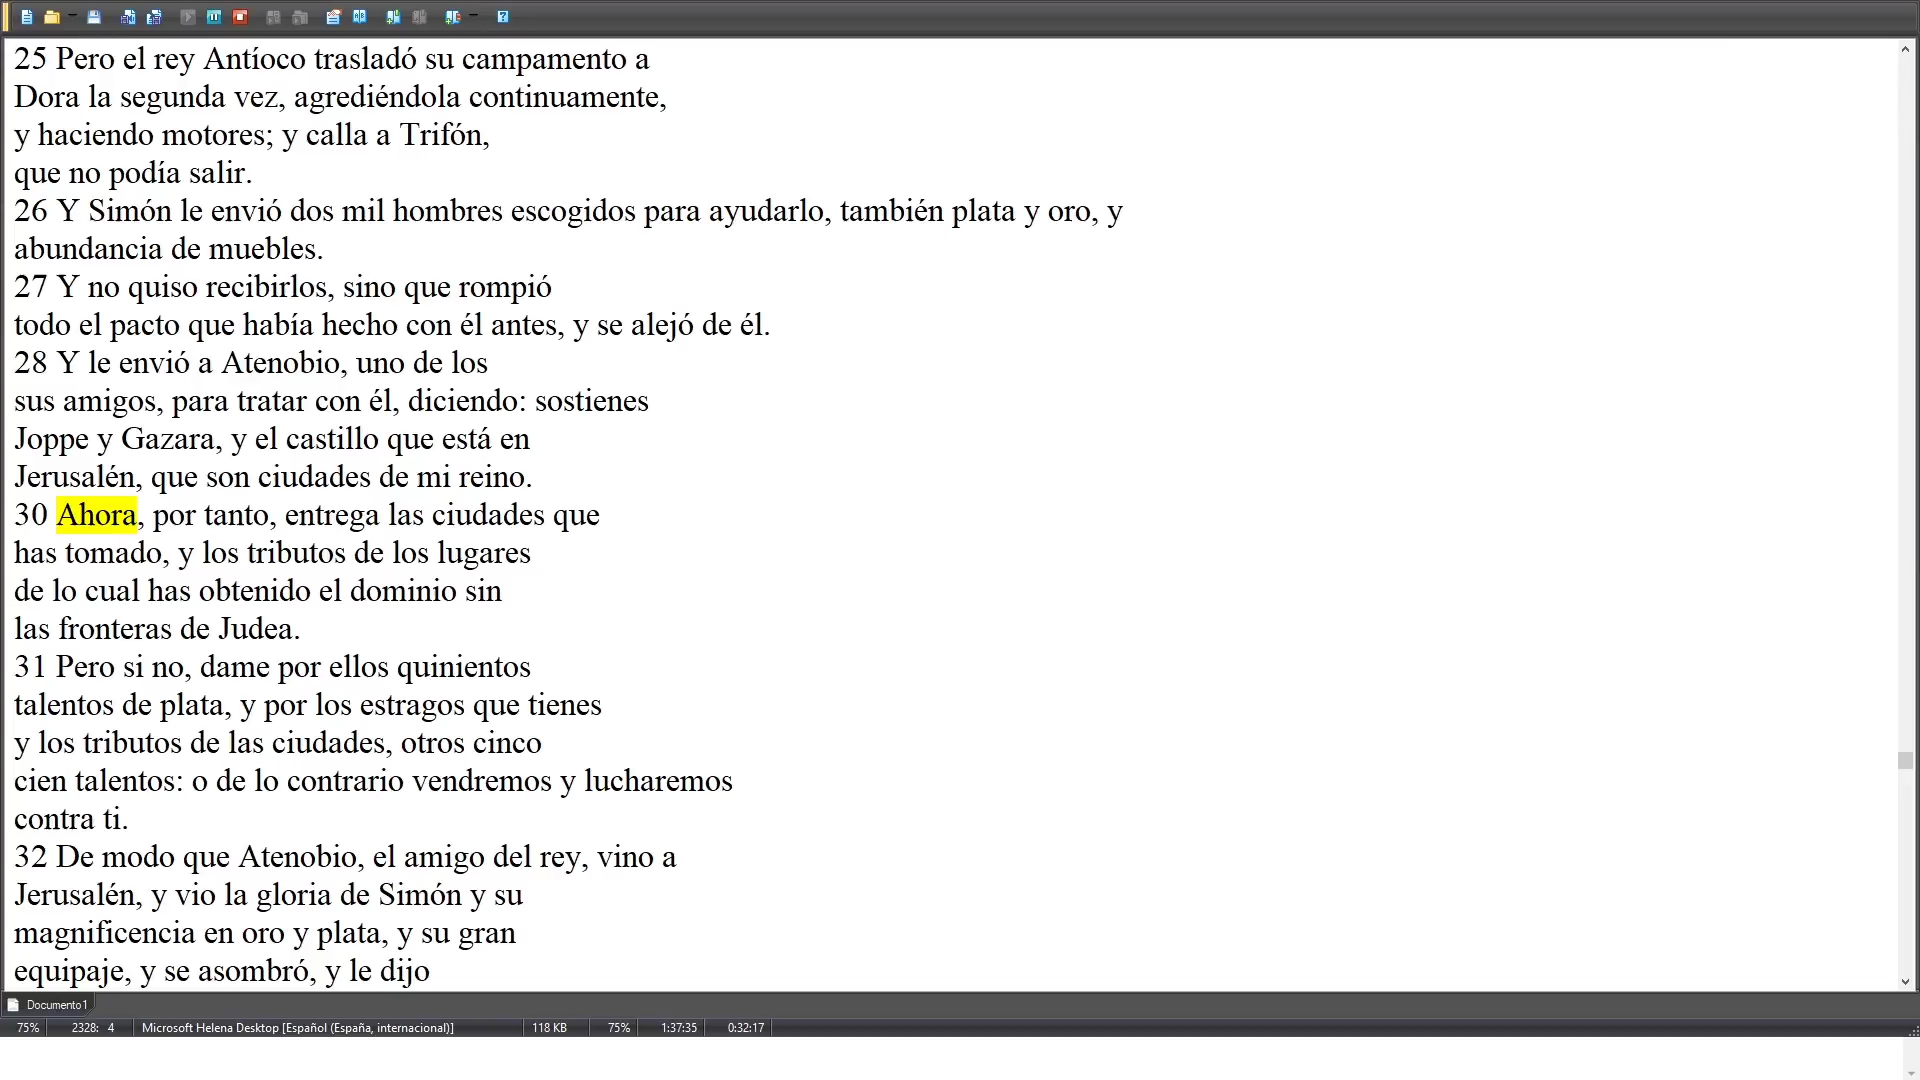 25 Pero el rey Antíoco trasladó su campamento a
Dora la segunda vez, agrediéndola continuamente,
y haciendo motores; y calla a Trifón,
que no podía salir.
26 Y Simón le envió dos mil hombres escogidos para ayudarlo, también plata y oro, y
abundancia de muebles.
27 Y no quiso recibirlos, sino que rompió
todo el pacto que había hecho con él antes, y se alejó de él.
28 Y le envió a Atenobio, uno de los
sus amigos, para tratar con él, diciendo: sostienes
Joppe y Gazara, y el castillo que está en
Jerusalén, que son ciudades de mi reino.
30 Ahora, por tanto, entrega las ciudades que
has tomado, y los tributos de los lugares
de lo cual has obtenido el dominio sin
las fronteras de Judea.
31 Pero si no, dame por ellos quinientos
talentos de plata, y por los estragos que tienes
y los tributos de las ciudades, otros cinco
cien talentos: o de lo contrario vendremos y lucharemos
contra ti.
32 De modo que Atenobio, el amigo del rey, vino a
Jerusalén, y vio la gloria de Simón y su
magnificencia en oro y plata, y su gran
equipaje, y se asombró, y le dijo
Documento1
75% 2328: 4 Microsoft Helena Desktop [Español (España, internacional)] 118 KB 75% 1:37:35 0:32:17